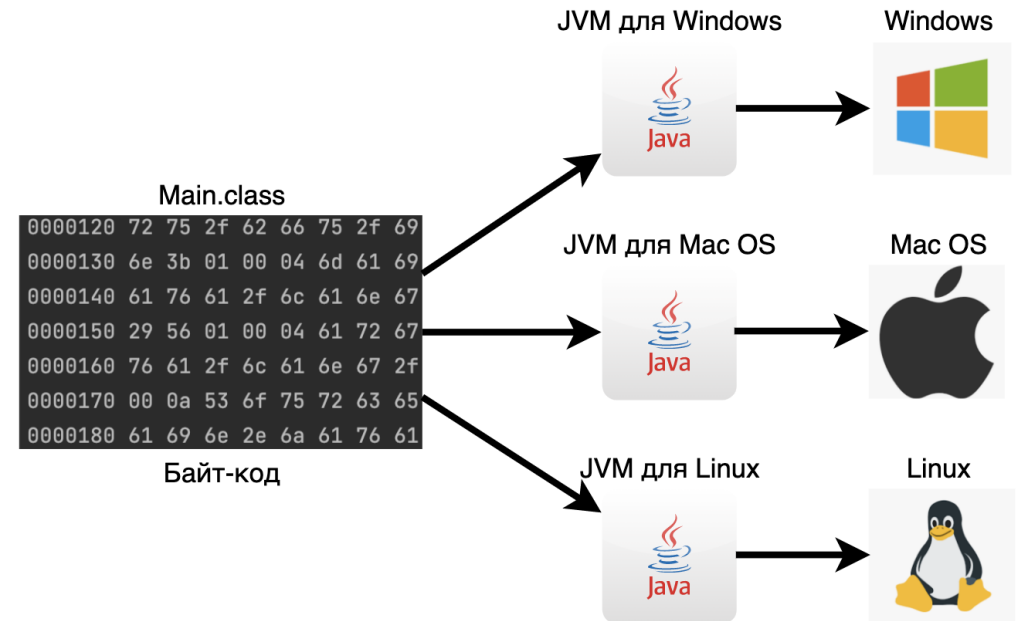 JVM для Windows
Windows
Java
Main.class
0000120 72 75 2f 62 66 75 2f 69
0000130 6e 3b 01 00 04 6d 61 69
0000140 61 76 61 2f 6c 61 6e 67
0000150 29 56 01 00 04 61 72 67
0000160 76 61 2f 6c 61 6e 67 2f
0000170 00 0a 53 6f 75 72 63 65
0000180 61 69 6e 2e 6a 61 76 61
Байт-код
JVM для Mac OS
Mac OS
Java
JVM для Linux
Linux
Java